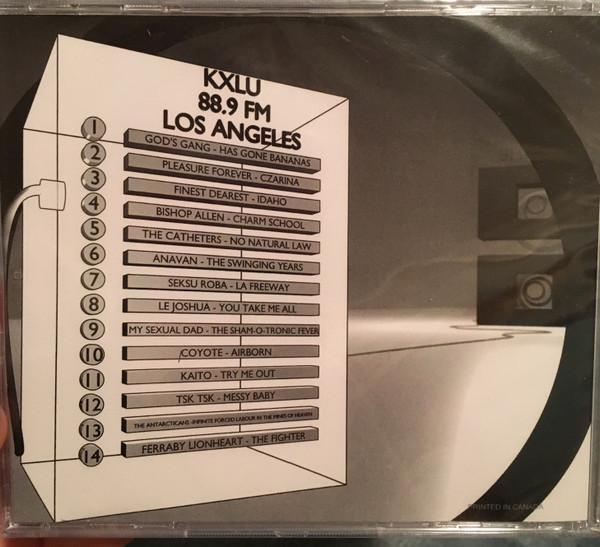 KXLU
88.9 FM
LOS ANGELES
1 GOD'S GANG - HAS GONE BANANAS
2 PLEASURE FOREVER - CZARINA
3 FINEST DEAREST - IDAHO
4 BISHOP ALLEN - CHARM SCHOOL
5 THE CATHETERS - NO NATURAL LAW
6 ANAVAN - THE SWINGING YEARS
7 SEKSU ROBA - LA FREEWAY
8 LE JOSHUA - YOU TAKE ME ALL
9 MY SEXUAL DAD - THE SHAM-O-TRONIC FEVER
10 COYOTE - AIRBORN
11 KAITO - TRY ME OUT
12 TSK TSK - MESSY BABY
13 THE ANTARCTICANS - INFINITE FORCED LABOUR IN THE MINES OF HEAVEN
14 FERRABY LIONHEART - THE FIGHTER
PRINTED IN CANADA